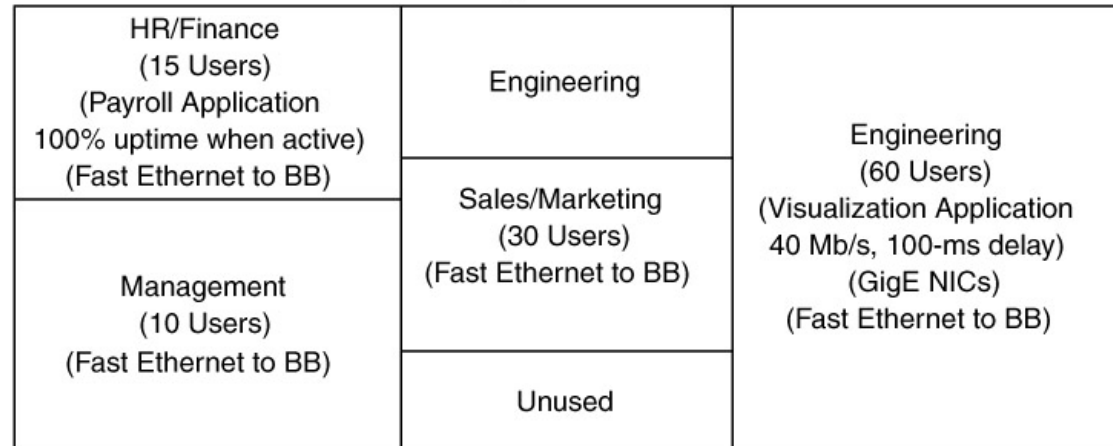 HR/Finance
(15 Users)
(Payroll Application
100% uptime when active)
(Fast Ethernet to BB)
Management
(10 Users)
(Fast Ethernet to BB)
Engineering
Sales/Marketing
(30 Users)
(Fast Ethernet to BB)
Unused
Engineering
(60 Users)
(Visualization Application
40 Mb/s, 100-ms delay)
(GigE NICs)
(Fast Ethernet to BB)